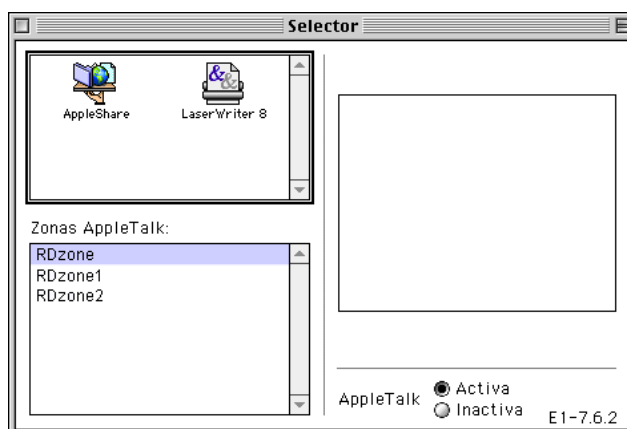 Selector
AppleShare
LaserWriter 8
Zonas AppleTalk:
RDzone
RDzone1
RDzone2
AppleTalk
Activa
Inactiva
E1-7.6.2